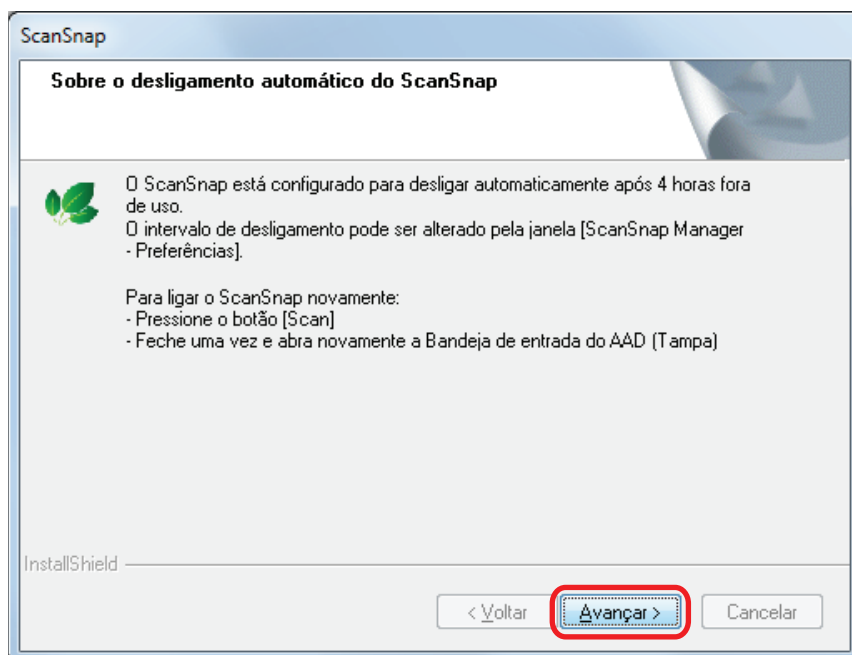 ScanSnap
Sobre o desligamento automático do ScanSnap
O ScanSnap está configurado para desligar automaticamente após 4 horas fora
de uso.
O intervalo de desligamento pode ser alterado pela janela [ScanSnap Manager
- Preferências].
Para ligar o ScanSnap novamente:
- Pressione o botão [Scan]
- Feche uma vez e abra novamente a Bandeja de entrada do AAD (Tampa)
InstallShield
< Voltar
Avançar >
Cancelar